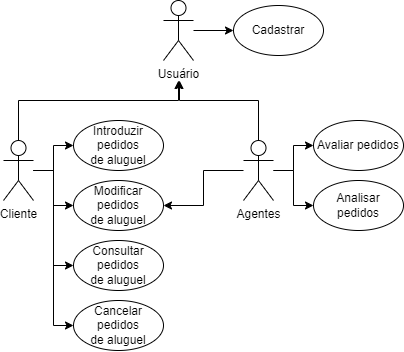 Cadastrar
Usuário
Introduzir
pedidos
de aluguel
Avaliar pedidos
Modificar
pedidos
de aluguel
Analisar
pedidos
Cliente
Agentes
Consultar
pedidos
de aluguel
Cancelar
pedidos
de aluguel